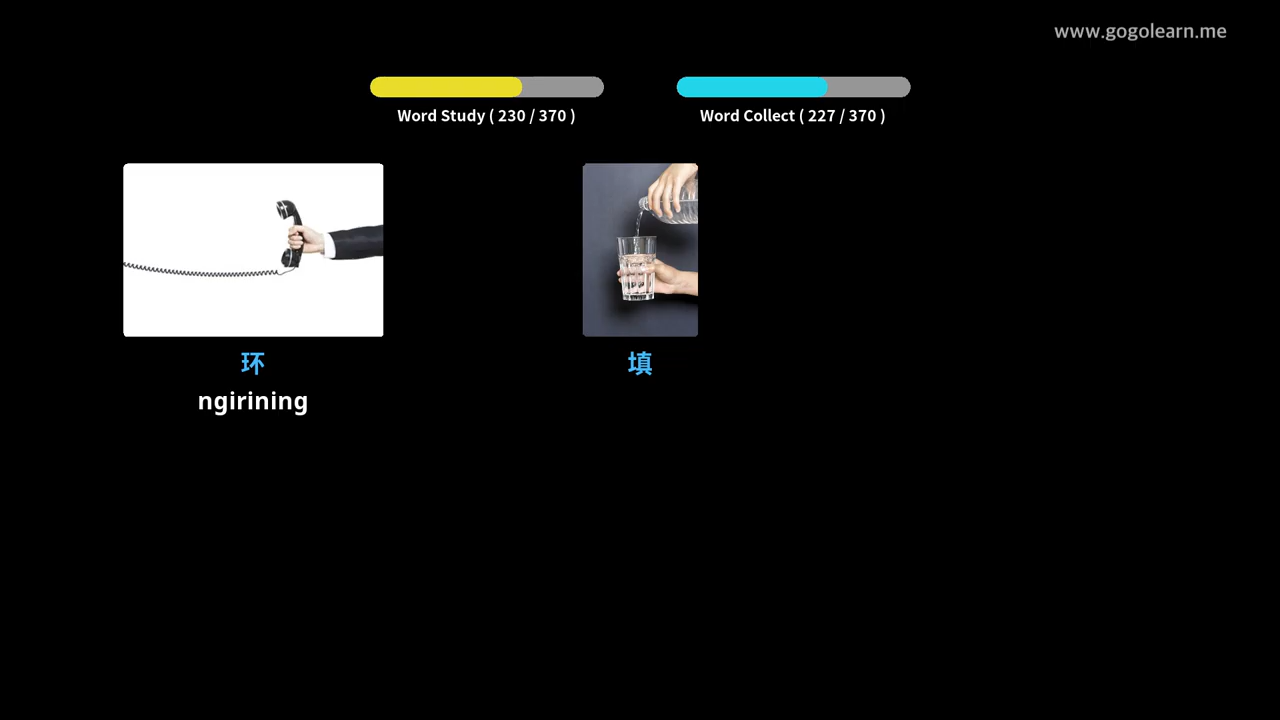 www.gogolearn.me
Word Study ( 230 / 370 )
Word Collect ( 227 / 370 )
环
填
ngirining